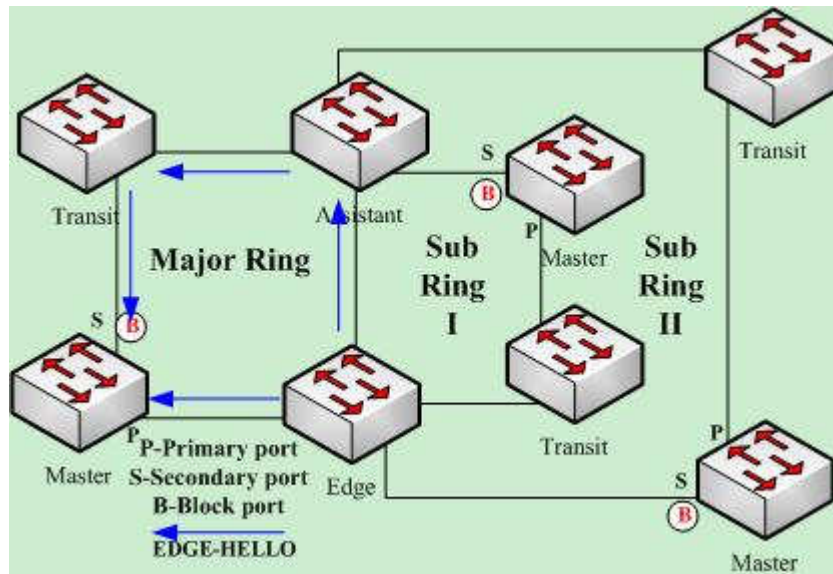 Transit
Transit
Assistant
S
B
P
Master
Major Ring
Sub
Ring
I
Sub
Ring
II
S
B
Transit
P
Master
P-Primary port
S-Secondary port
B-Block port
EDGE-HELLO
Edge
P
S
B
Master